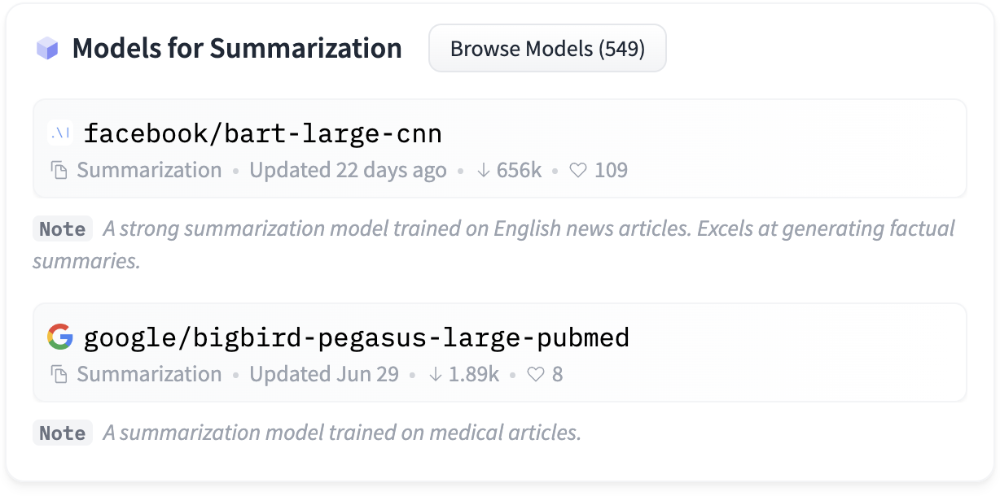 Models for Summarization Browse Models (549)
.\| facebook/bart-large-cnn
Summarization • Updated 22 days ago • ↓ 656k • ♡ 109
Note A strong summarization model trained on English news articles. Excels at generating factual
summaries.
google/bigbird-pegasus-large-pubmed
Summarization • Updated Jun 29 • ↓ 1.89k • ♡ 8
Note A summarization model trained on medical articles.